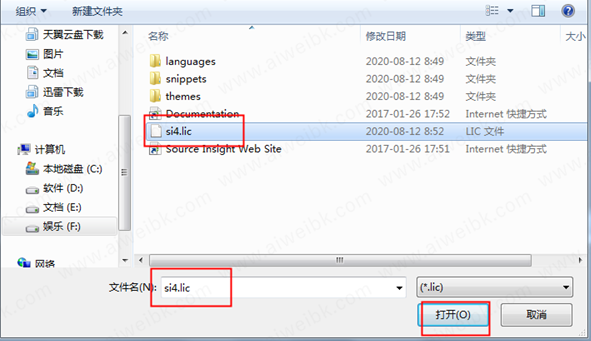 组织 新建文件夹
名称 修改日期 类型 大小
天翼云盘下载
图片
文档
迅雷下载
音乐
计算机
本地磁盘 (C:)
软件 (D:)
文档 (E:)
娱乐 (F:)
网络
languages 2020-08-12 8:49 文件夹
snippets 2020-08-12 8:49 文件夹
themes 2020-08-12 8:49 文件夹
Documentation 2017-01-26 17:52 Internet 快捷方式
si4.lic 2020-08-12 8:52 LIC 文件
Source Insight Web Site 2017-01-26 17:51 Internet 快捷方式
文件名(N): si4.lic (*.lic)
打开(O) 取消
www.aiweibk.com